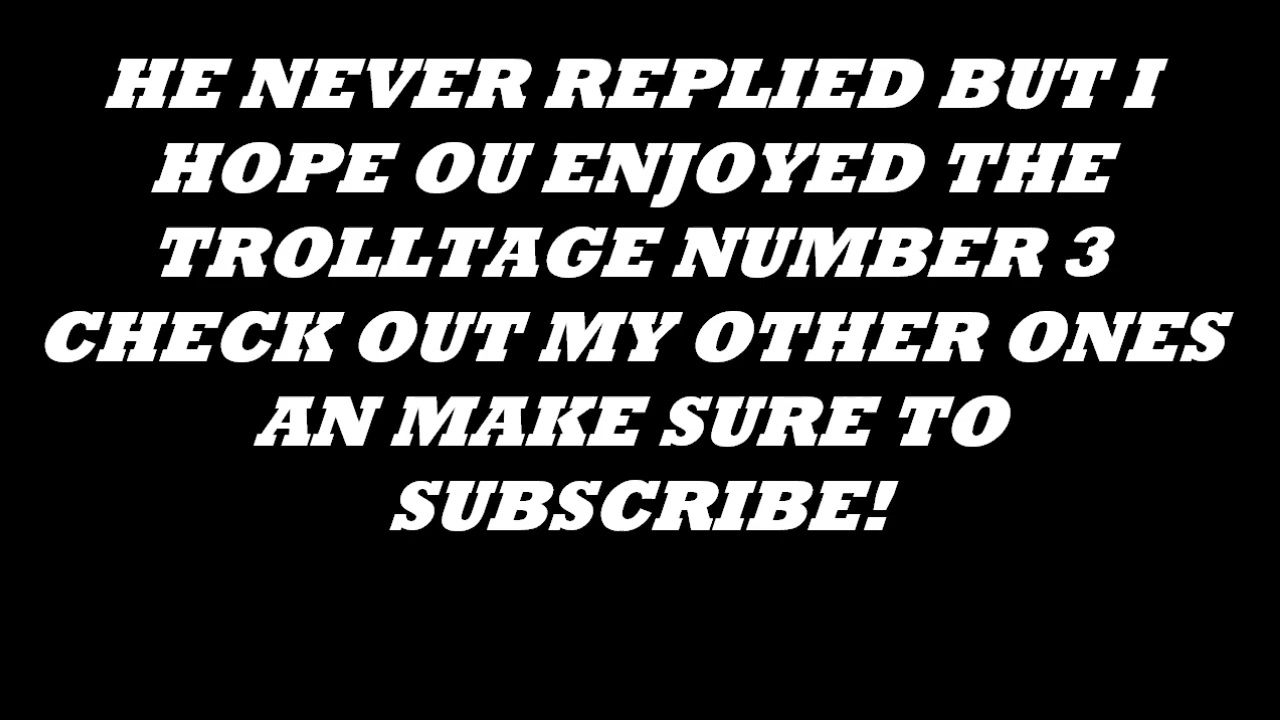 HE NEVER REPLIED BUT I
HOPE OU ENJOYED THE
TROLLTAGE NUMBER 3
CHECK OUT MY OTHER ONES
AN MAKE SURE TO
SUBSCRIBE!